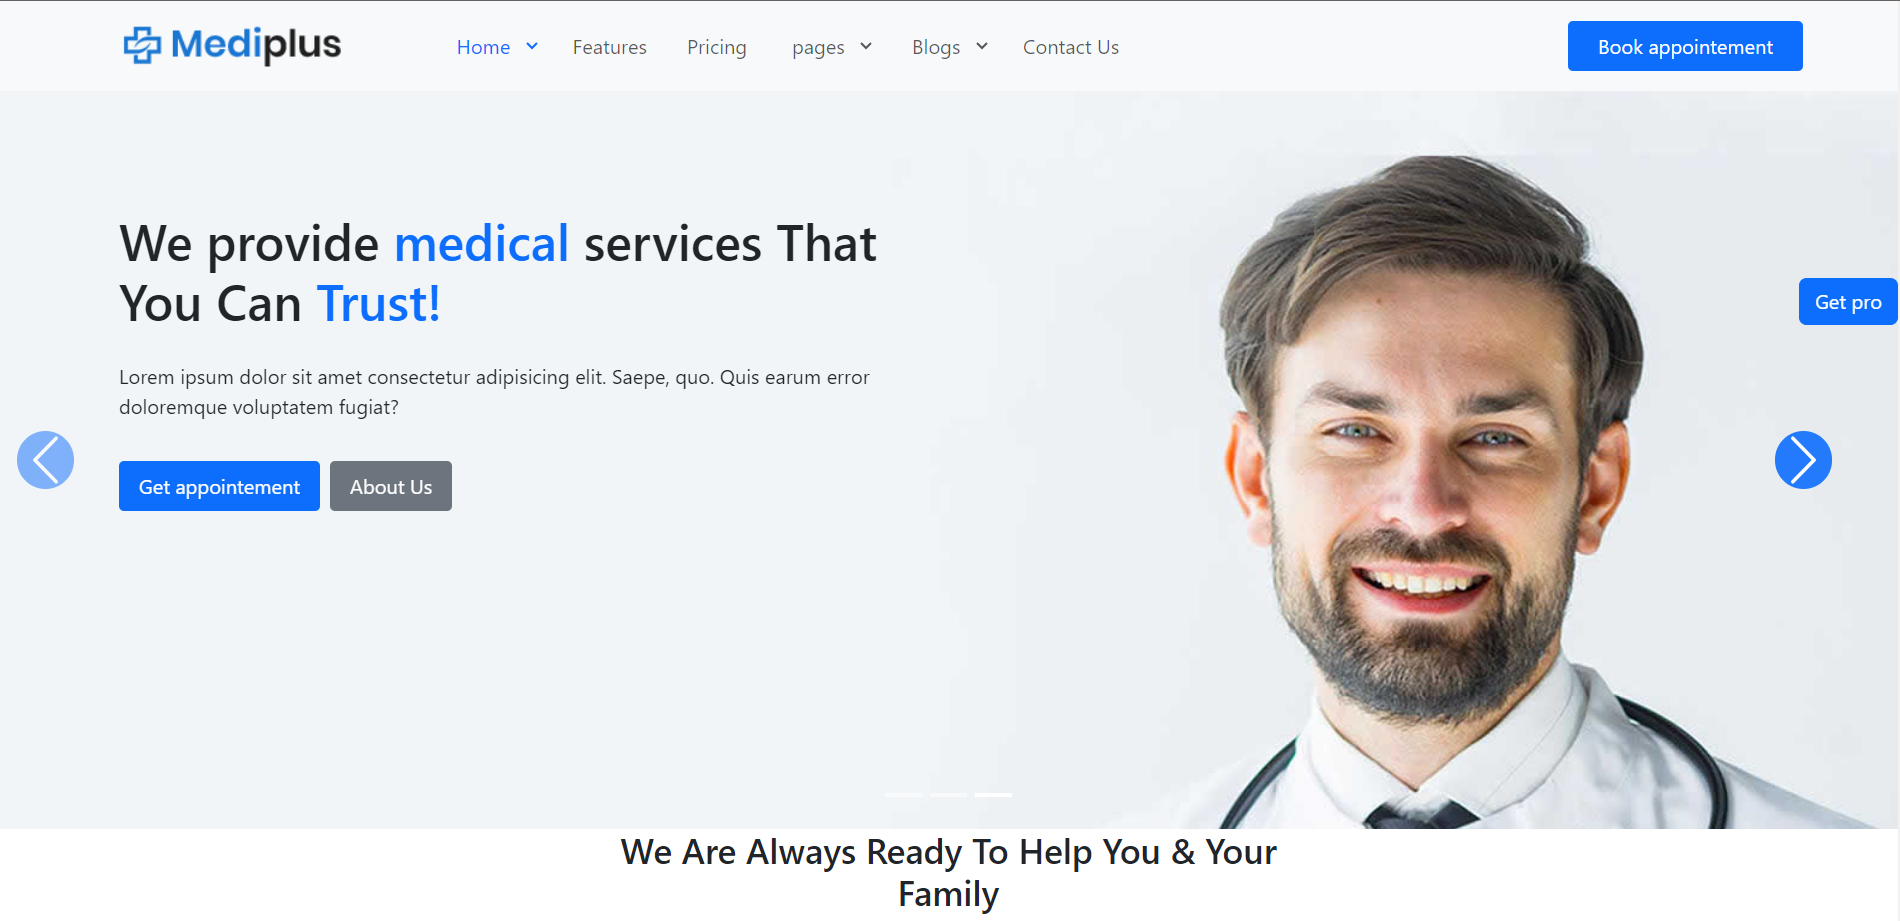 Mediplus
Home Features Pricing pages Blogs Contact Us
Book appointement
We provide medical services That
You Can Trust!
Get pro
Lorem ipsum dolor sit amet consectetur adipisicing elit. Saepe, quo. Quis earum error
doloremque voluptatem fugiat?
Get appointement
About Us
We Are Always Ready To Help You & Your
Family